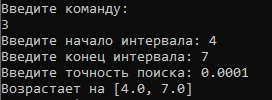 Введите команду:
3
Введите начало интервала: 4
Введите конец интервала: 7
Введите точность поиска: 0.0001
Возрастает на [4.0, 7.0]